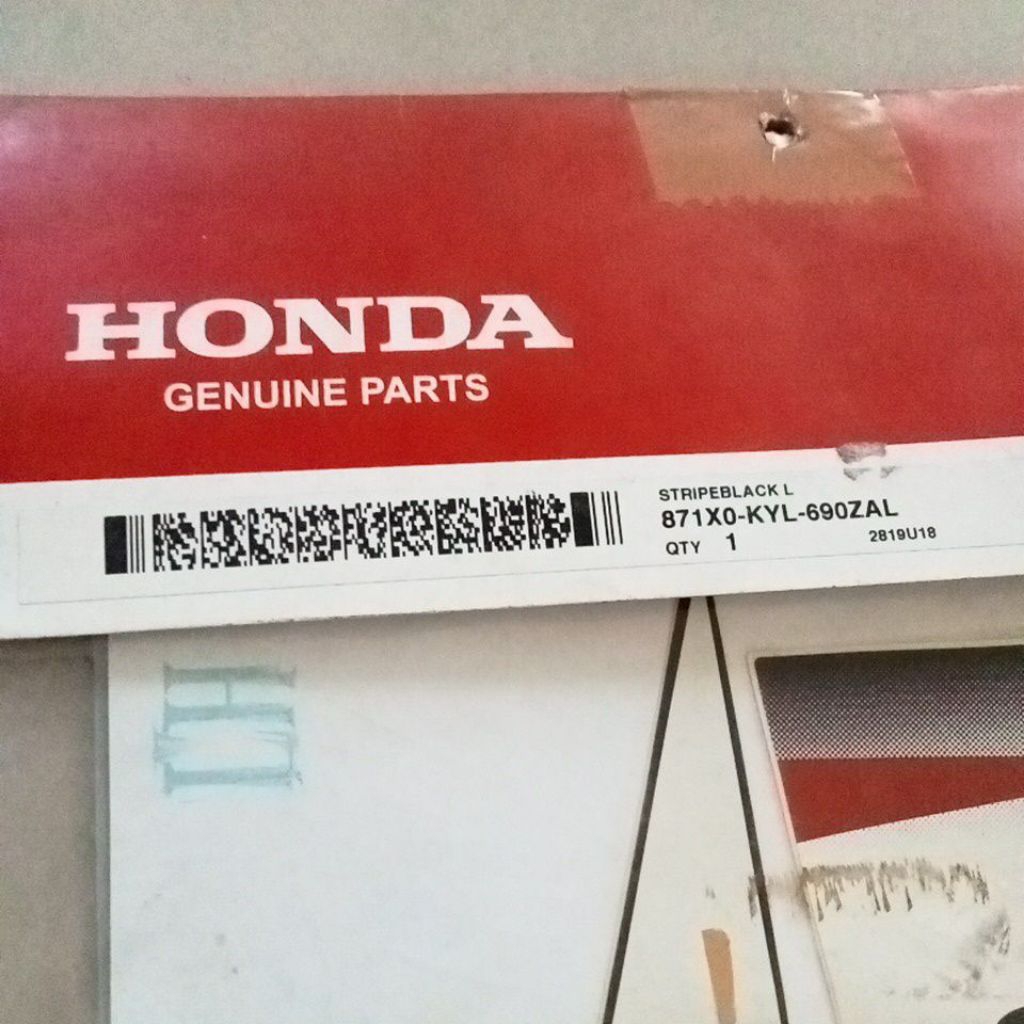 HONDA
GENUINE PARTS
STRIPEBLACK L
871X0-KYL-690ZAL
QTY 1
2819U18